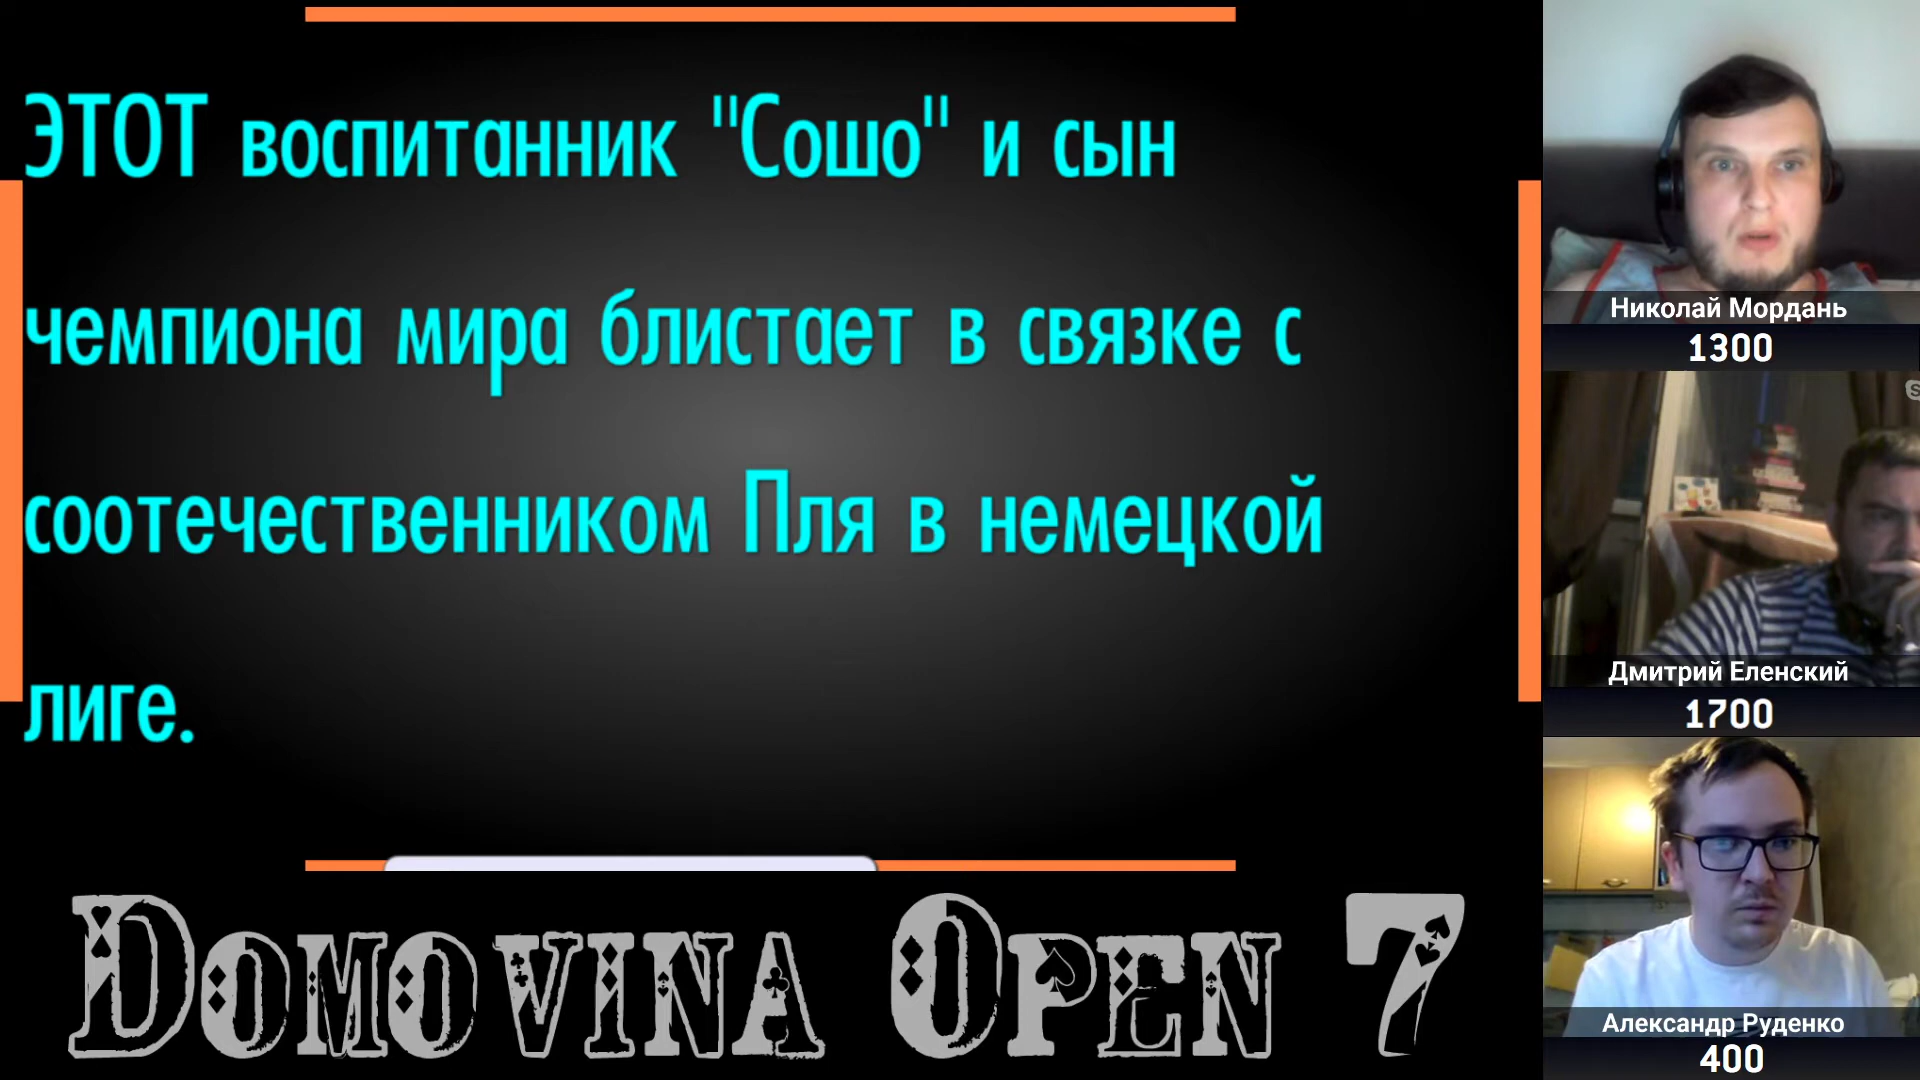 ЭТОТ воспитанник "Сошо" и сын
чемпиона мира блистает в связке с
соотечественником Пля в немецкой
лиге.
Николай Мордань
1300
Дмитрий Еленский
1700
Александр Руденко
400
DOMOVINA OPEN 7